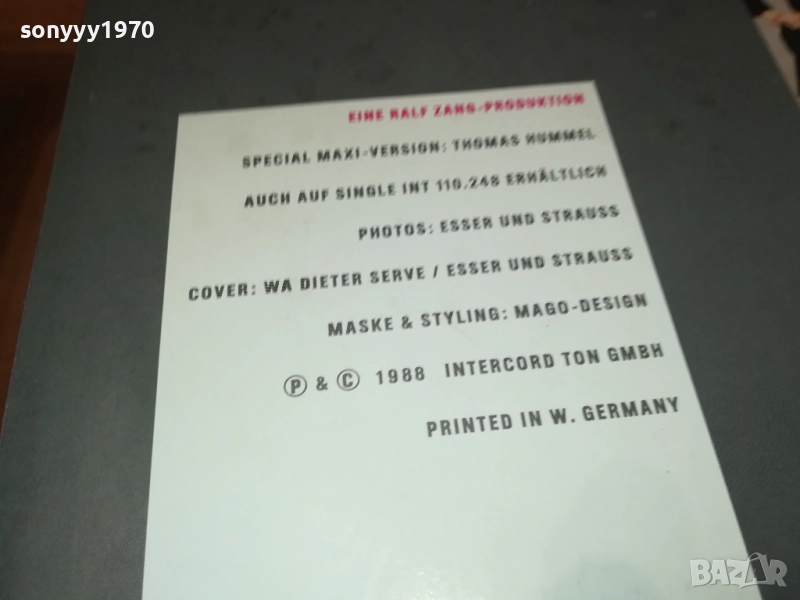 sonyyy1970
EINE RALF ZANG-PRODUKTION
SPECIAL MAXI-VERSION: THOMAS HUMMEL
AUCH AUF SINGLE INT 110.248 ERHÄLTLICH
PHOTOS: ESSER UND STRAUSS
COVER: WA DIETER SERVE / ESSER UND STRAUSS
MASKE & STYLING: MAGO-DESIGN
Ⓟ & © 1988 INTERCORD TON GMBH
PRINTED IN W. GERMANY
BAZAR